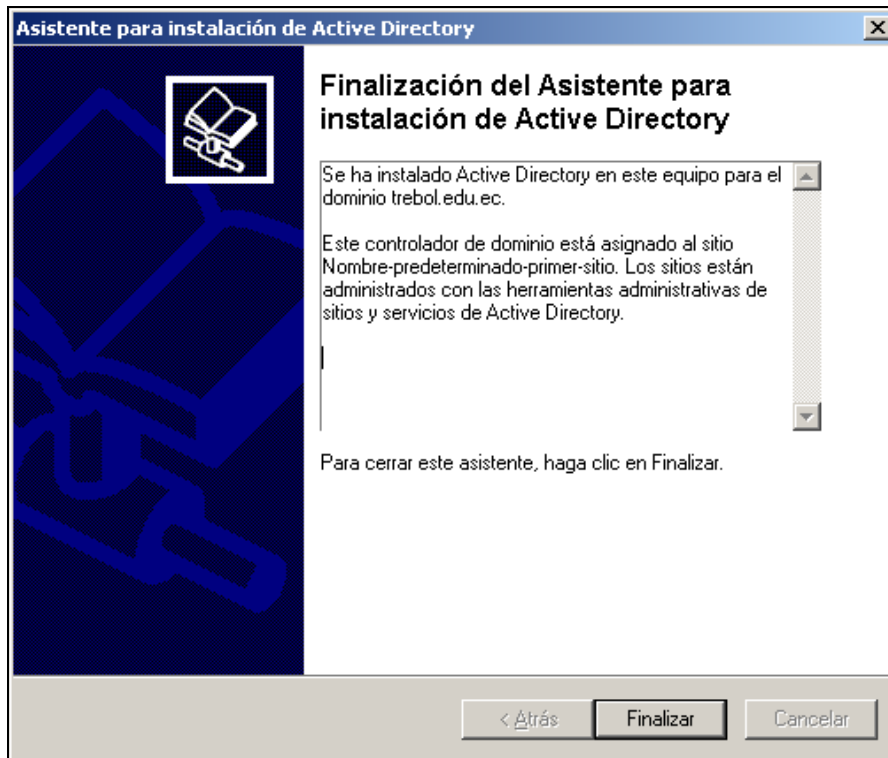 Asistente para instalación de Active Directory
Finalización del Asistente para
instalación de Active Directory
Se ha instalado Active Directory en este equipo para el
dominio trebol.edu.ec.
Este controlador de dominio está asignado al sitio
Nombre-predeterminado-primer-sitio. Los sitios están
administrados con las herramientas administrativas de
sitios y servicios de Active Directory.
Para cerrar este asistente, haga clic en Finalizar.
< Atrás
Finalizar
Cancelar